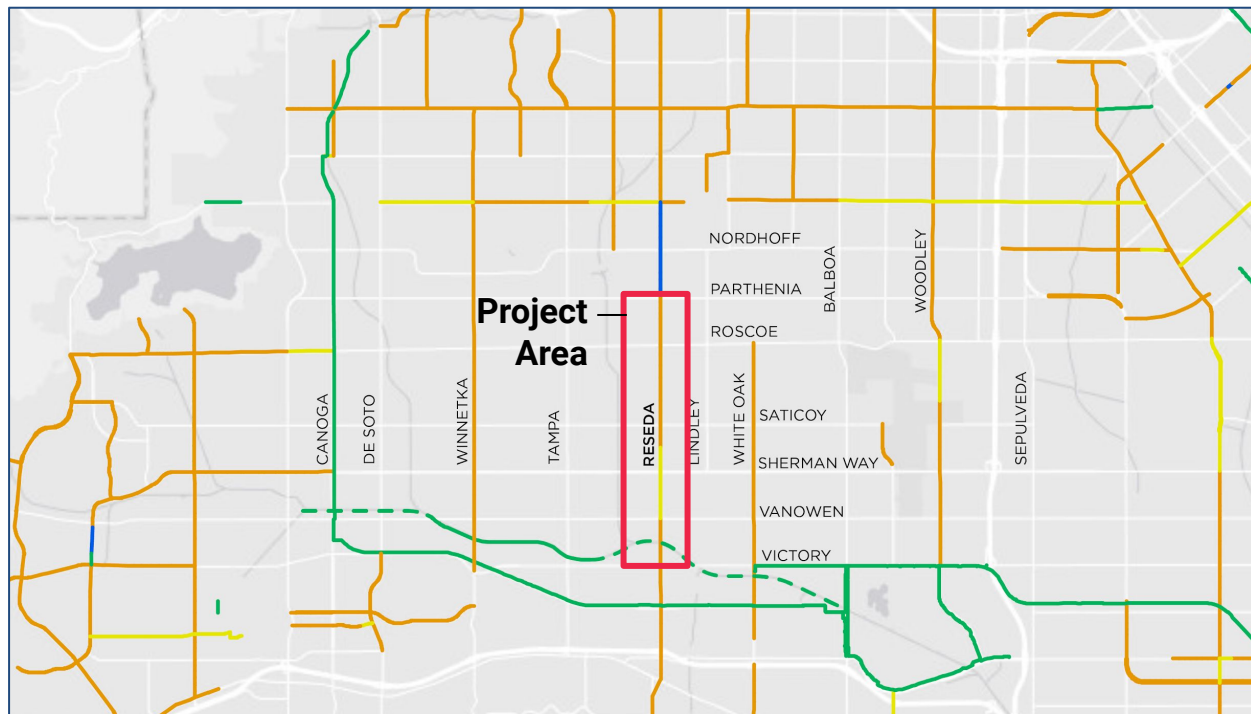 NORDHOFF
BALBOA
WOODLEY
PARTHENIA
Project
Area
ROSCOE
CANOGA
DE SOTO
WINNETKA
TAMPA
RESEDA
LINDLEY
WHITE OAK
SATICOY
SEPULVEDA
SHERMAN WAY
VANOWEN
VICTORY